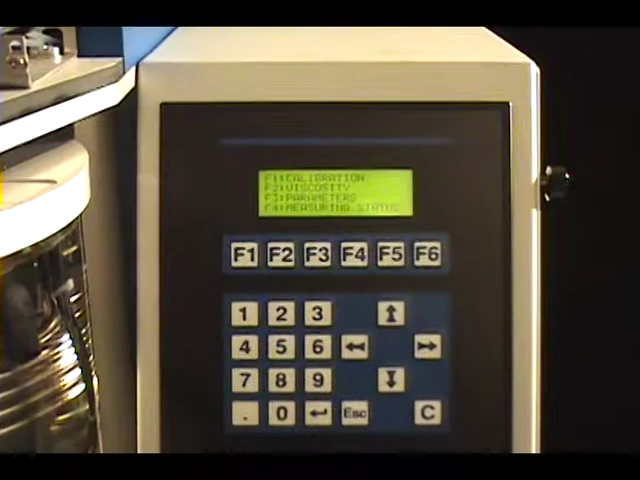 F1:CALIBRATION
F2:VISCOSITY
F3:PARAMETERS
F4:MEASURING STATUS
F1 F2 F3 F4 F5 F6
1 2 3
4 5 6
7 8 9
. 0 Esc C